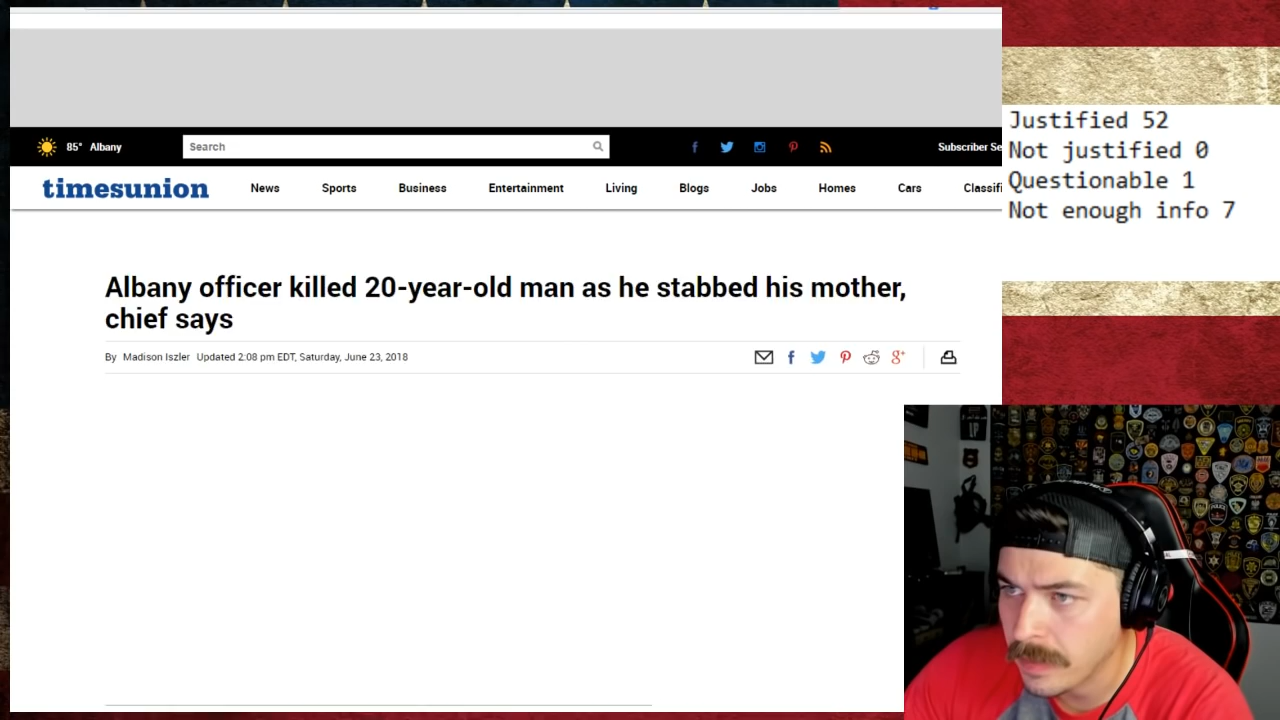 85° Albany
Search
Subscriber Se
timesunion
News Sports Business Entertainment Living Blogs Jobs Homes Cars Classifi
Albany officer killed 20-year-old man as he stabbed his mother,
chief says
By Madison Iszler Updated 2:08 pm EDT, Saturday, June 23, 2018
Justified 52
Not justified 0
Questionable 1
Not enough info 7